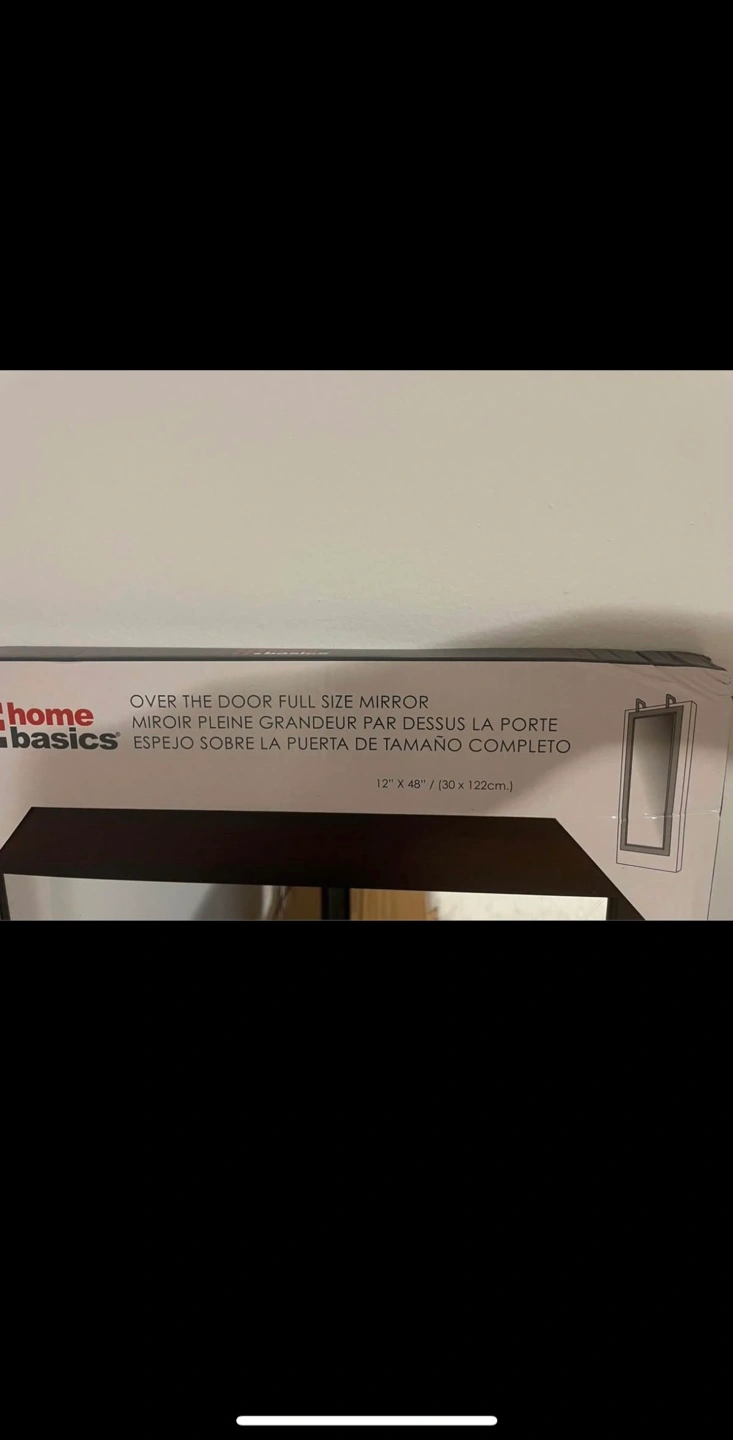 home
basics®
OVER THE DOOR FULL SIZE MIRROR
MIROIR PLEINE GRANDEUR PAR DESSUS LA PORTE
ESPEJO SOBRE LA PUERTA DE TAMAÑO COMPLETO
12" X 48" / (30 x 122cm.)